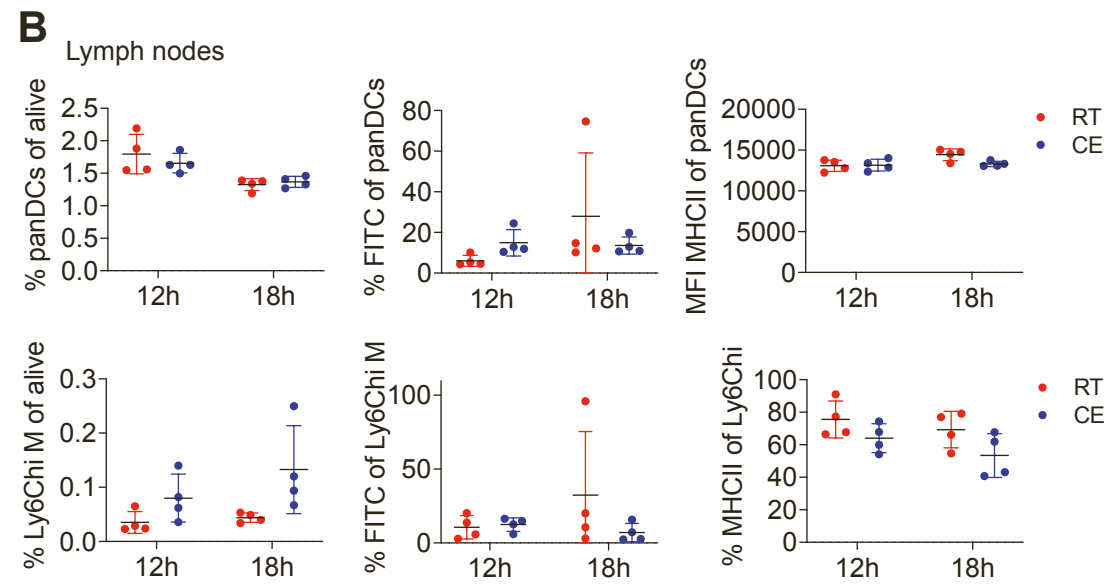 B
Lymph nodes
% panDCs of alive
2.5
2.0
1.5
1.0
0.5
0.0
12h
18h
% FITC of panDCs
80
60
40
20
0
12h
18h
MFI MHCII of panDCs
20000
15000
10000
5000
0
12h
18h
RT
CE
% Ly6Chi M of alive
0.3
0.2
0.1
0.0
12h
18h
% FITC of Ly6Chi M
100
50
0
12h
18h
% MHCII of Ly6Chi
100
80
60
40
20
0
12h
18h
RT
CE